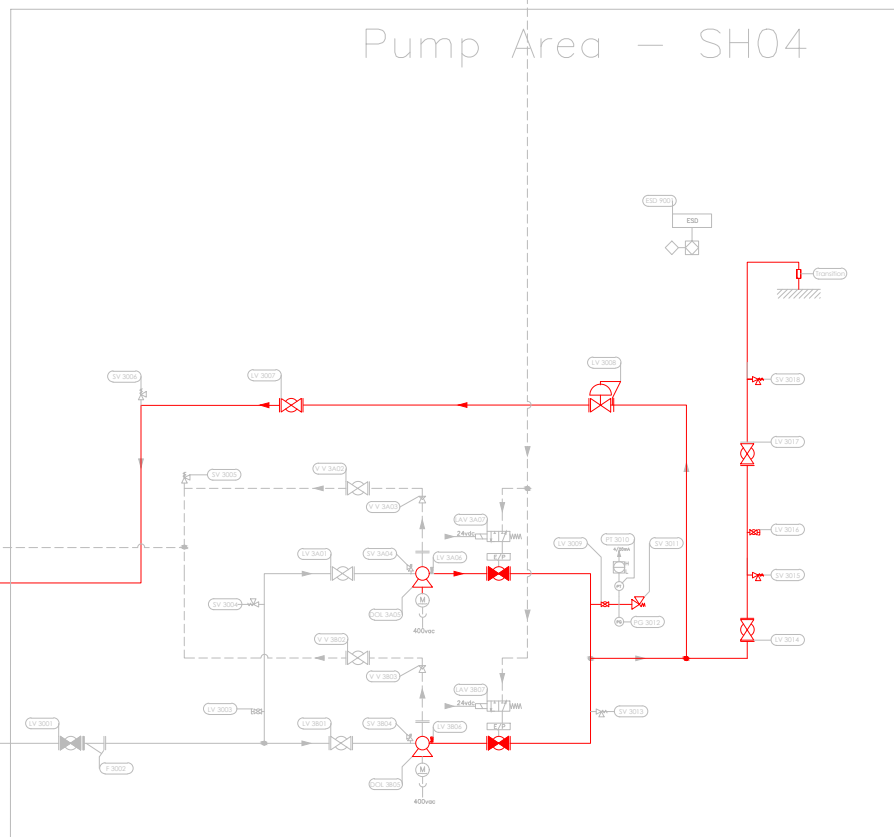 Pump Area - SH04
ESD 900
ESD
Transition
LV 3008
SV 3006
LV 3007
SV 3018
LV 3017
V V 3A02
SV 3005
V V 3A03
LAV 3A07
24vdc
LV 3009
PT 3010
SV 3011
4/20mA
LV 3016
LV 3A01
SV 3A04
LV 3A06
E/P
SV 3015
PT
SV 3004
DOL 3A05
M
PG
PG 3012
400vac
V V 3B02
LV 3014
V V 3B03
LAV 3B07
24vdc
LV 3003
SV 3013
LV 3001
LV 3B01
SV 3B04
LV 3B06
E/P
F 3002
M
DOL 3B05
400vac